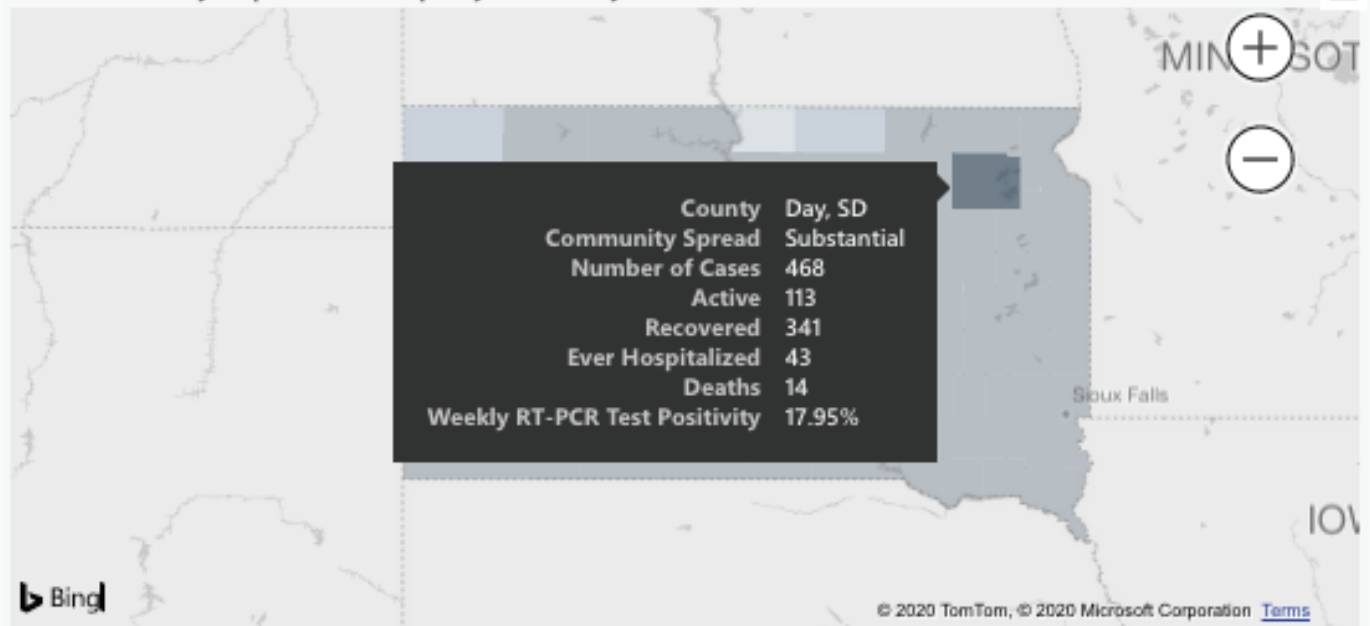 MIN SOT
County Day, SD
Community Spread Substantial
Number of Cases 468
Active 113
Recovered 341
Ever Hospitalized 43
Deaths 14
Weekly RT-PCR Test Positivity 17.95%
Sioux Falls
IOW
Bing
© 2020 TomTom, © 2020 Microsoft Corporation Terms